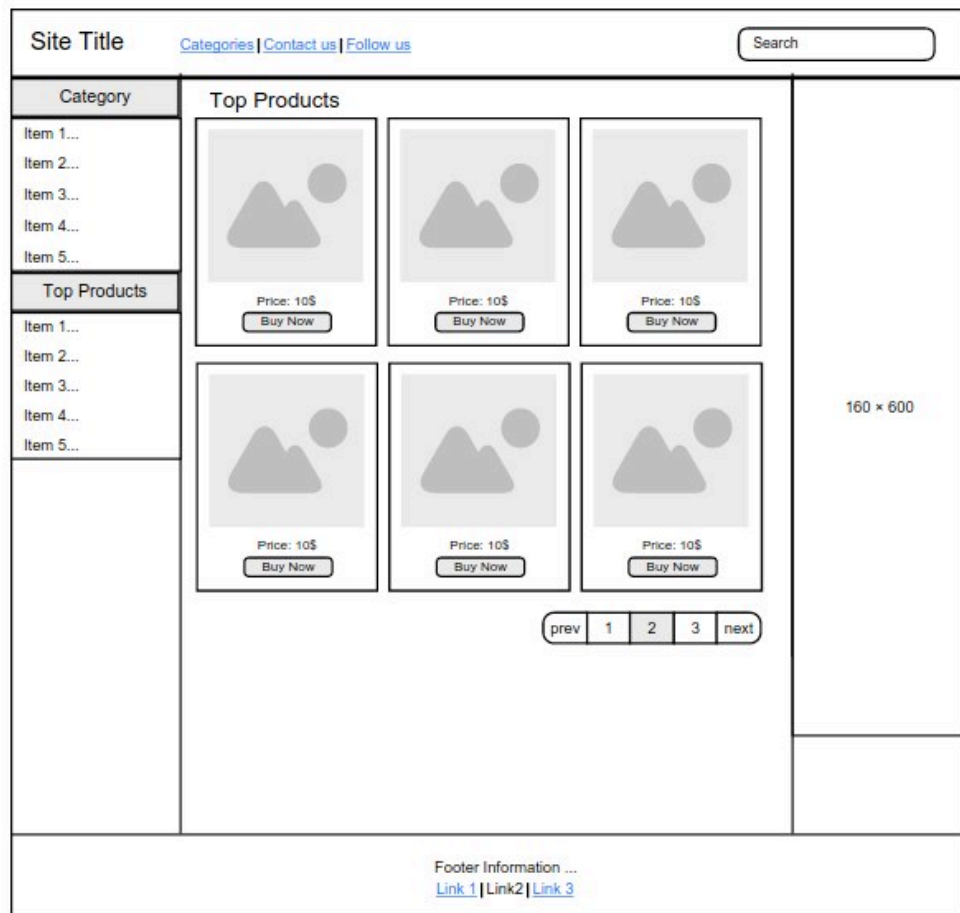 Site Title
Categories|Contact us|Follow us
Search
Category
Item 1...
Item 2...
Item 3...
Item 4...
Item 5...
Top Products
Item 1...
Item 2...
Item 3...
Item 4...
Item 5...
Top Products
Price: 10$
Buy Now
Price: 10$
Buy Now
Price: 10$
Buy Now
Price: 10$
Buy Now
Price: 10$
Buy Now
Price: 10$
Buy Now
prev 1 2 3 next
160 × 600
Footer Information ...
Link 1|Link2|Link 3